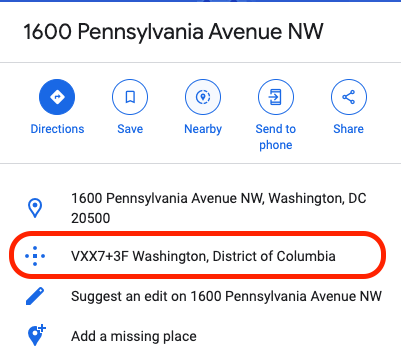 1600 Pennsylvania Avenue NW
Directions
Save
Nearby
Send to
phone
Share
1600 Pennsylvania Avenue NW, Washington, DC
20500
VXX7+3F Washington, District of Columbia
Suggest an edit on 1600 Pennsylvania Avenue NW
Add a missing place